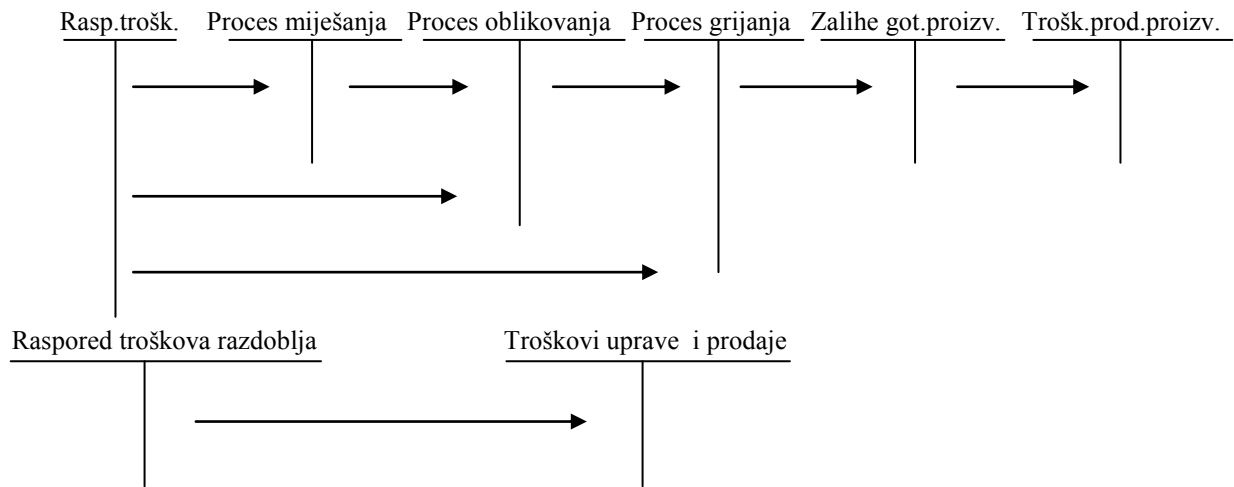 Rasp.trošk. Proces miješanja Proces oblikovanja Proces grijanja Zalihe got.proizv. Trošk.prod.proizv.
Raspored troškova razdoblja Troškovi uprave i prodaje